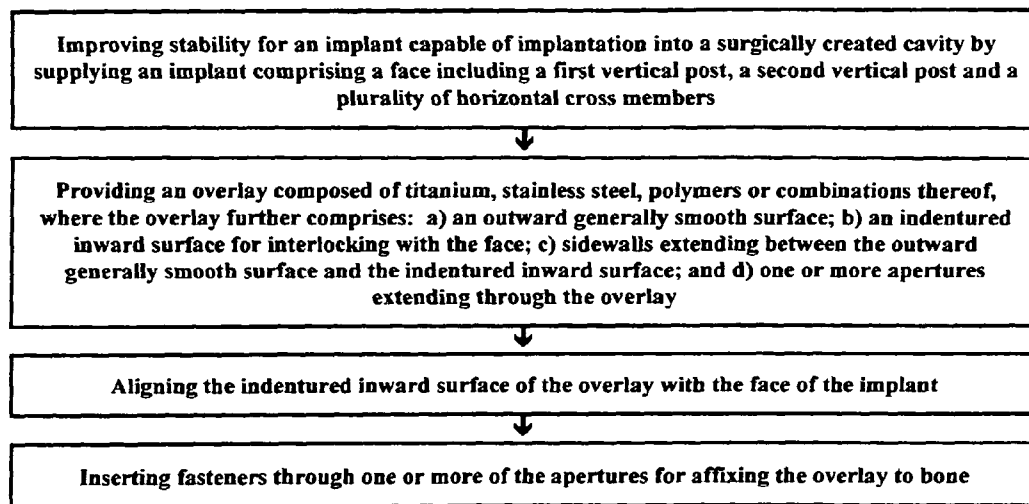 Improving stability for an implant capable of implantation into a surgically created cavity by
supplying an implant comprising a face including a first vertical post, a second vertical post and a
plurality of horizontal cross members
Providing an overlay composed of titanium, stainless steel, polymers or combinations thereof,
where the overlay further comprises: a) an outward generally smooth surface; b) an indentured
inward surface for interlocking with the face; c) sidewalls extending between the outward
generally smooth surface and the indentured inward surface; and d) one or more apertures
extending through the overlay
Aligning the indentured inward surface of the overlay with the face of the implant
Inserting fasteners through one or more of the apertures for affixing the overlay to bone